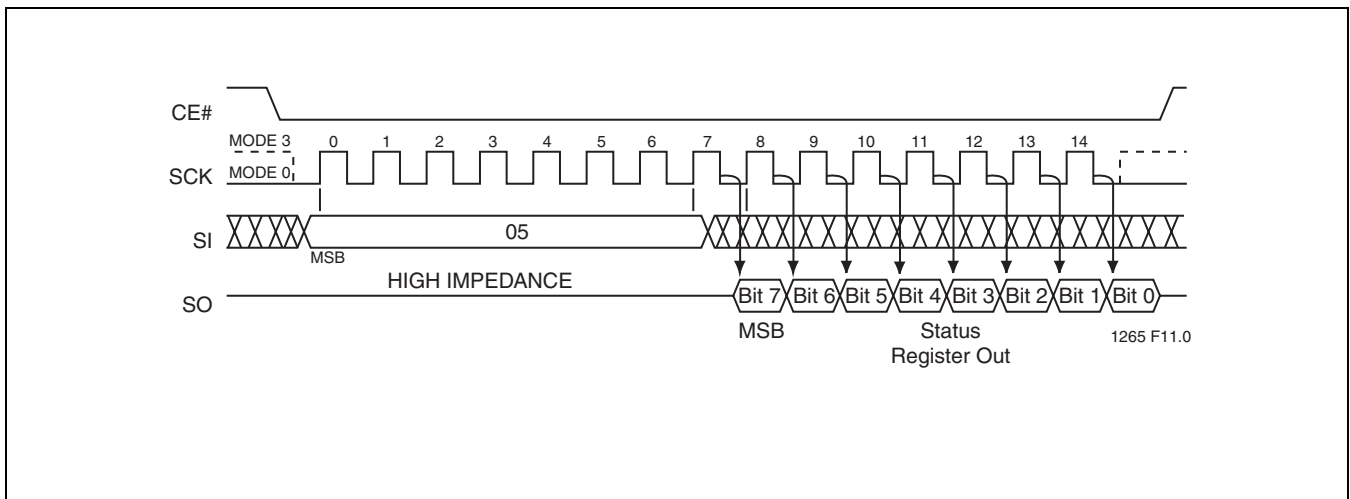 CE#
MODE 3 0 1 2 3 4 5 6 7 8 9 10 11 12 13 14
SCK MODE 0
SI 05
MSB
HIGH IMPEDANCE
SO Bit 7 Bit 6 Bit 5 Bit 4 Bit 3 Bit 2 Bit 1 Bit 0
MSB Status 1265 F11.0
Register Out